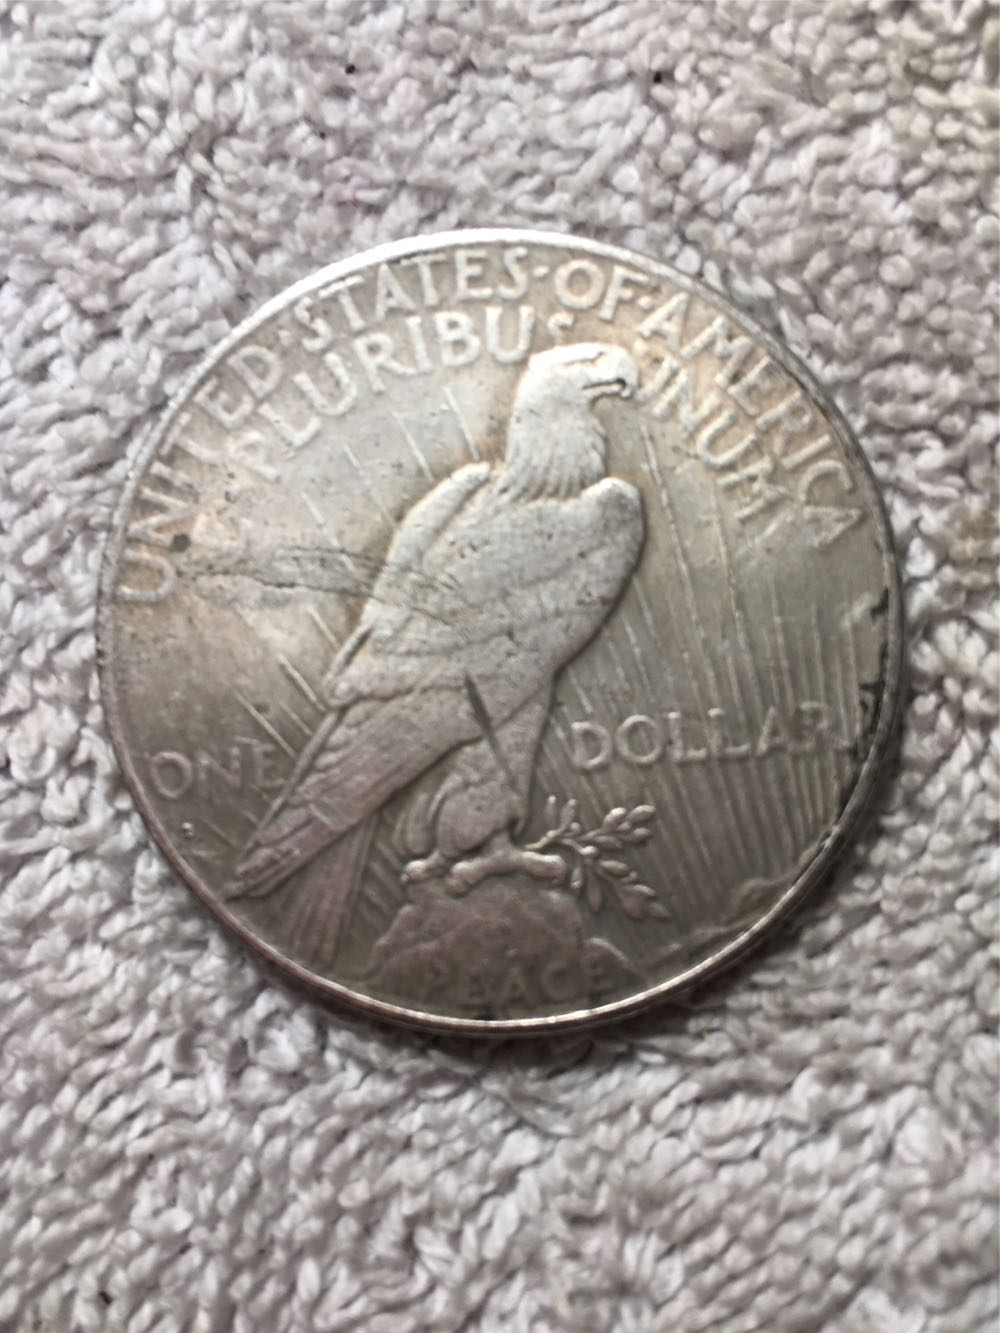 UNITED·STATES·OF·AMERICA
E PLURIBUS UNUM
ONE DOLLAR
PEACE